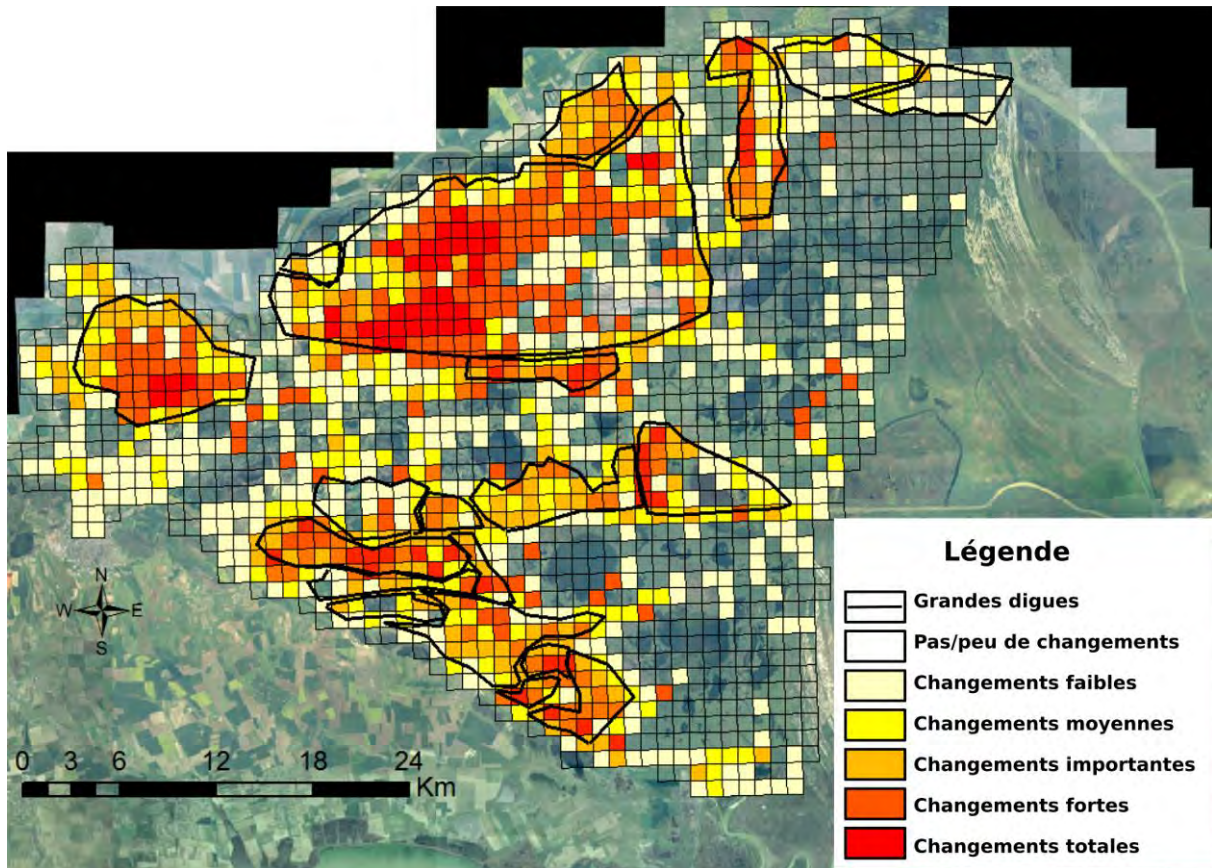 Légende
Grandes digues
Pas/peu de changements
Changements faibles
Changements moyennes
Changements importantes
Changements fortes
Changements totales
N
W E
S
0 3 6 12 18 24
Km